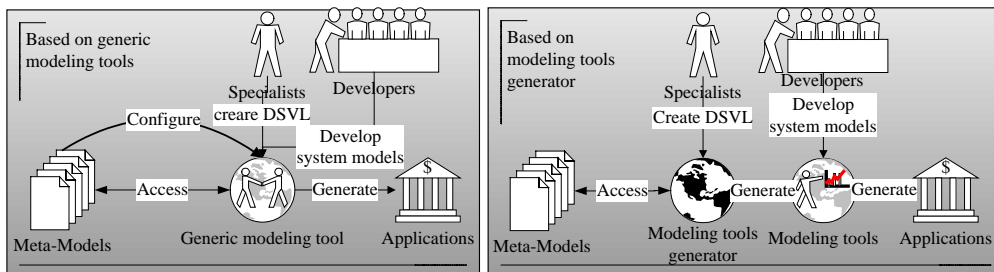 Based on generic
modeling tools
Specialists
creare DSVL
Developers
Configure
Develop
system models
Access
Generate
$
Meta-Models
Generic modeling tool
Applications
Based on
modeling tools
generator
Specialists
Create DSVL
Developers
Develop
system models
Access
Generate
Generate
$
Meta-Models
Modeling tools
generator
Modeling tools
Applications